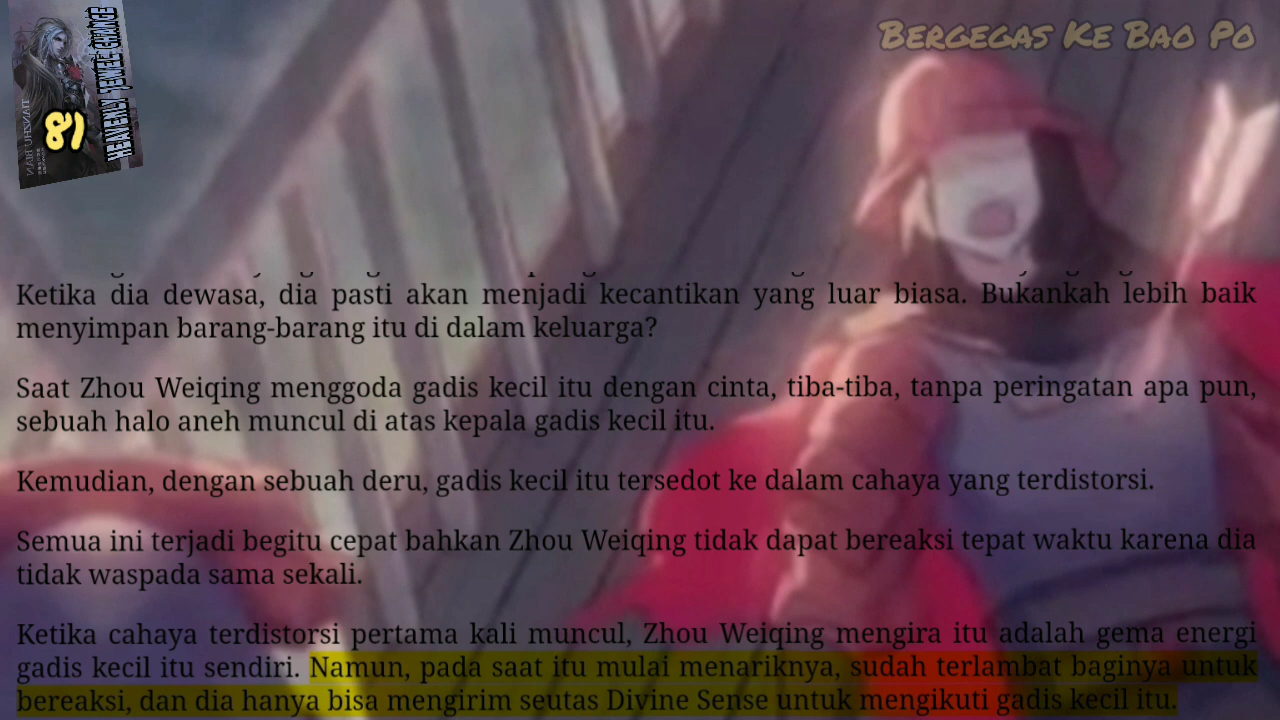 Bergegas Ke Bao Po
HEAVENLY JEWEL CHANGE
81
Ketika dia dewasa, dia pasti akan menjadi kecantikan yang luar biasa. Bukankah lebih baik
menyimpan barang-barang itu di dalam keluarga?
Saat Zhou Weiqing menggoda gadis kecil itu dengan cinta, tiba-tiba, tanpa peringatan apa pun,
sebuah halo aneh muncul di atas kepala gadis kecil itu.
Kemudian, dengan sebuah deru, gadis kecil itu tersedot ke dalam cahaya yang terdistorsi.
Semua ini terjadi begitu cepat bahkan Zhou Weiqing tidak dapat bereaksi tepat waktu karena dia
tidak waspada sama sekali.
Ketika cahaya terdistorsi pertama kali muncul, Zhou Weiqing mengira itu adalah gema energi
gadis kecil itu sendiri. Namun, pada saat itu mulai menariknya, sudah terlambat baginya untuk
bereaksi, dan dia hanya bisa mengirim seutas Divine Sense untuk mengikuti gadis kecil itu.